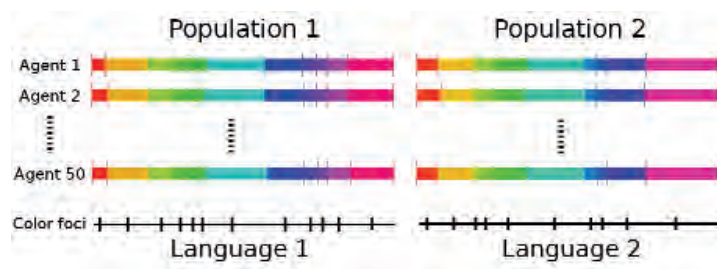 Population 1 Population 2
Agent 1
Agent 2
Agent 50
Color foci
Language 1 Language 2